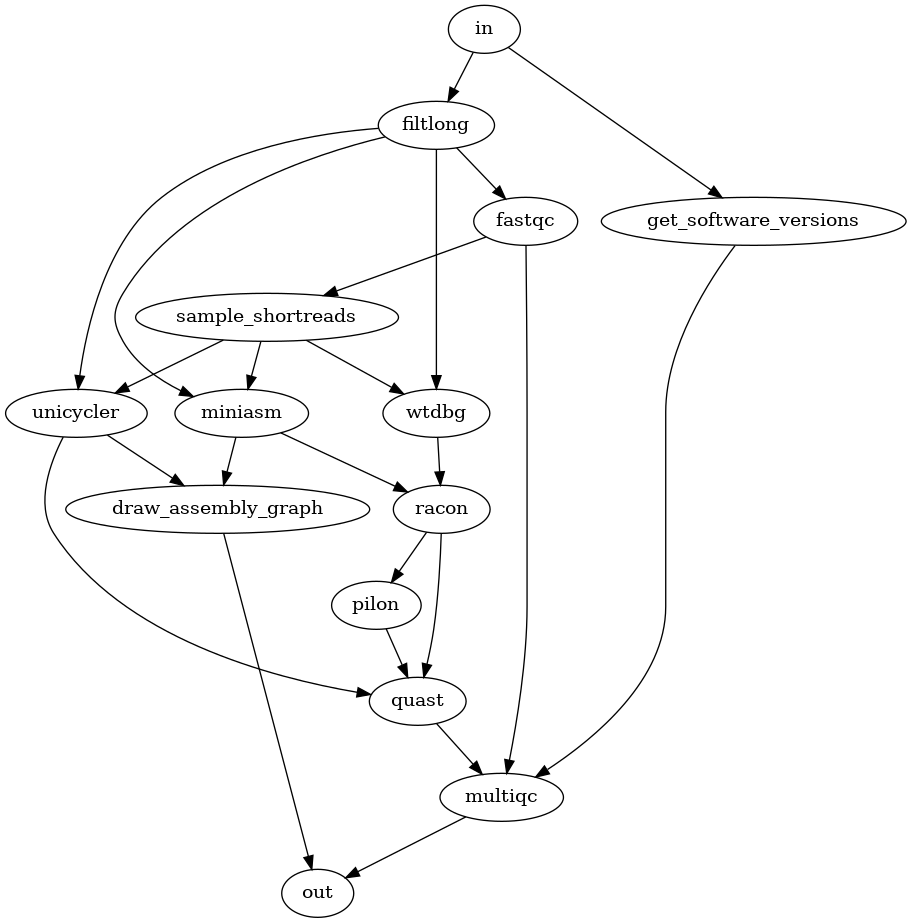 in
filtlong
fastqc
get_software_versions
sample_shortreads
unicycler
miniasm
wtdbg
draw_assembly_graph
racon
pilon
quast
multiqc
out